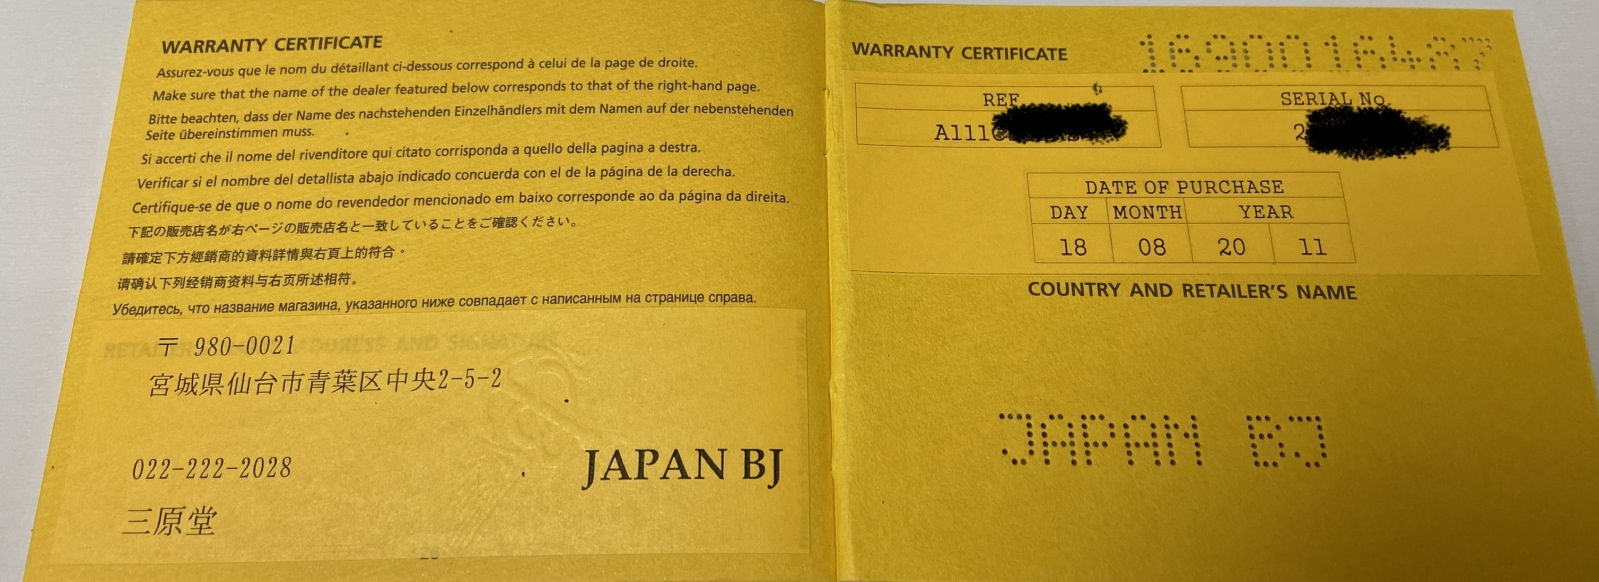 WARRANTY CERTIFICATE
Assurez-vous que le nom du détaillant ci-dessous correspond à celui de la page de droite.
Make sure that the name of the dealer featured below corresponds to that of the right-hand page.
Bitte beachten, dass der Name des nachstehenden Einzelhändlers mit dem Namen auf der nebenstehenden
Seite übereinstimmen muss.
Si accerti che il nome del rivenditore qui citato corrisponda a quello della pagina a destra.
Verificar si el nombre del detallista abajo indicado concuerda con el de la página de la derecha.
Certifique-se de que o nome do revendedor mencionado em baixo corresponde ao da página da direita.
下記の販売店名が右ページの販売店名と一致していることをご確認ください。
請確定下方經銷商的資料詳情與右頁上的符合。
请确认下列经销商资料与右页所述相符。
Убедитесь, что название магазина, указанного ниже совпадает с написанным на странице справа.
RETAILER ADDRESS AND SIGNATURE
〒 980-0021
宮城県仙台市青葉区中央2-5-2
022-222-2028
JAPAN BJ
三原堂
WARRANTY CERTIFICATE
REF
SERIAL No.
A111
2
DATE OF PURCHASE
DAY MONTH YEAR
18 08 20 11
COUNTRY AND RETAILER'S NAME
JAPAN BJ